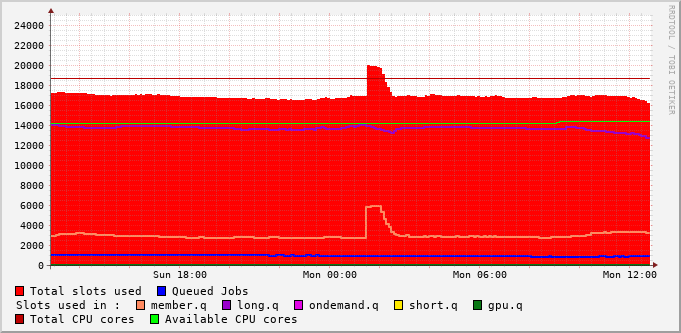 RRDTOOL / TOBI OETIKER
24000
22000
20000
18000
16000
14000
12000
10000
8000
6000
4000
2000
0
Sun 18:00 Mon 00:00 Mon 06:00 Mon 12:00
Total slots used Queued Jobs
Slots used in : member.q long.q ondemand.q short.q gpu.q
Total CPU cores Available CPU cores